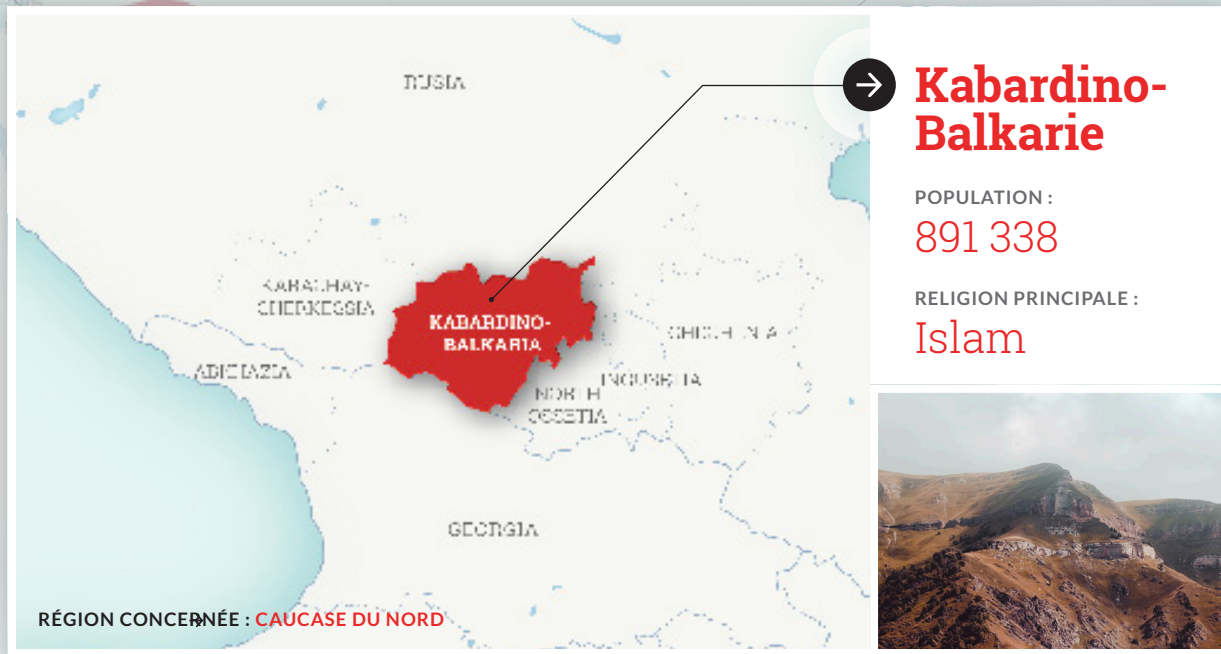 RUSIA
KARACHAY-
CHERKESSIA
KABARDINO-
BALKARIA
ABKHAZIA
INGUSHETIA
NORTH
OSSETIA
GEORGIA
RÉGION CONCERNÉE : CAUCASE DU NORD
Kabardino-
Balkarie
POPULATION :
891 338
RELIGION PRINCIPALE :
Islam